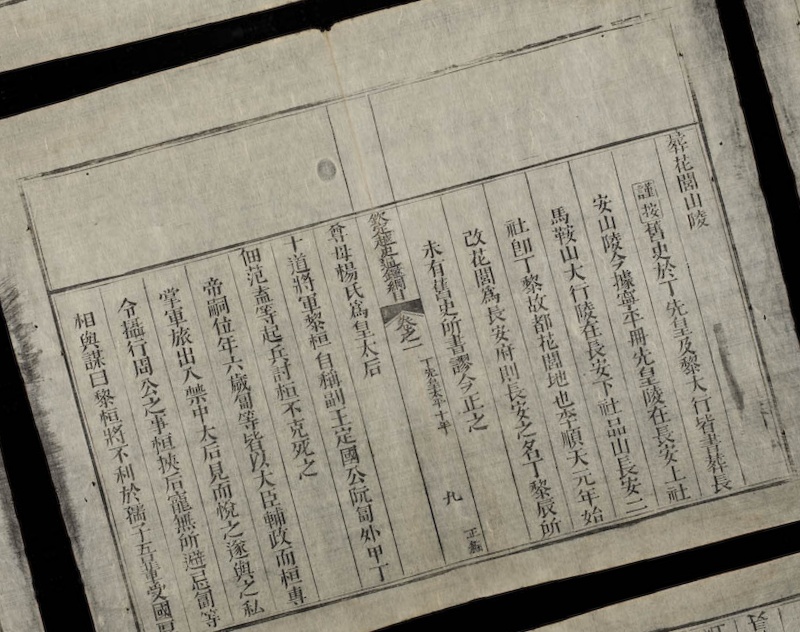 葬花閭山陵
謹按舊史於丁先皇及黎大行皆書葬長
安山陵今據寧平冊先皇陵在長安上社
馬鞍山大行陵在長安下社品山長安二
社卽丁黎故都花閭地也李順天元年始
改花閭爲長安府則長安之名丁黎辰所
未有舊史所書謬今正之
欽定越史通鑑綱目 卷之一 丁先皇太平十年 九 正編
尊母楊氏爲皇太后
十道將軍黎桓自稱副王定國公阮匐外甲丁
佃范盍等起兵討桓不克死之
帝嗣位年六歲匐等皆以大臣輔政而桓專
掌軍旅出入禁中太后見而悅之遂與之私
令攝行周公之事桓挾后寵無所避忌匐等
相與謀曰黎桓將不利於孺子吾輩受國